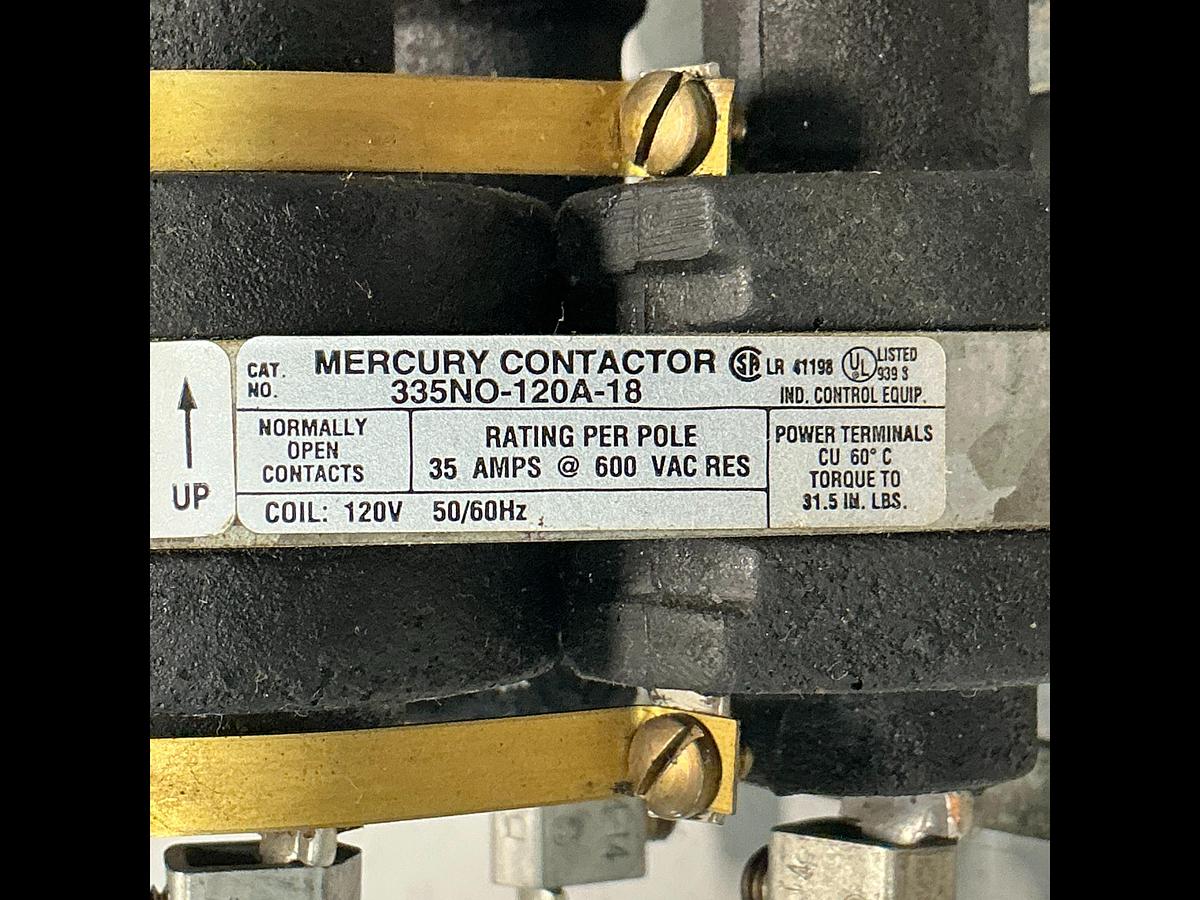 UP
CAT. NO.
MERCURY CONTACTOR
335NO-120A-18
SA LR 41198
UL LISTED
939 S
IND. CONTROL EQUIP.
NORMALLY
OPEN
CONTACTS
RATING PER POLE
35 AMPS @ 600 VAC RES
COIL: 120V 50/60Hz
POWER TERMINALS
CU 60° C
TORQUE TO
31.5 IN. LBS.